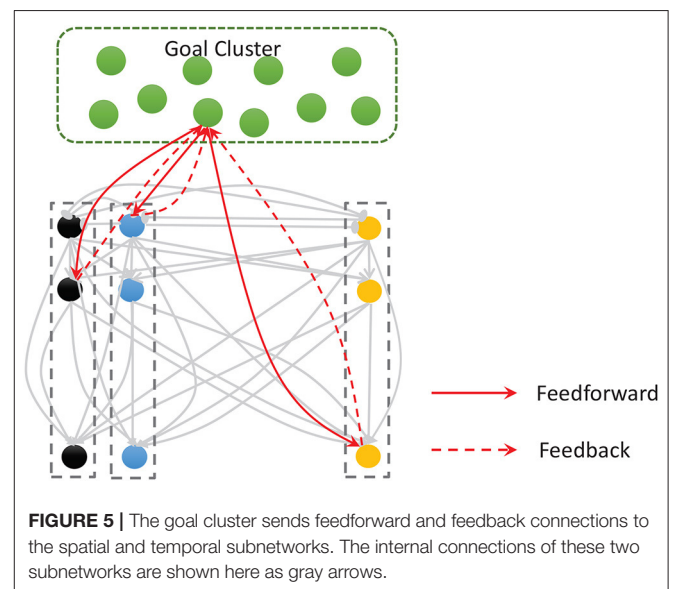 Goal Cluster
Feedforward
Feedback
FIGURE 5 | The goal cluster sends feedforward and feedback connections to
the spatial and temporal subnetworks. The internal connections of these two
subnetworks are shown here as gray arrows.